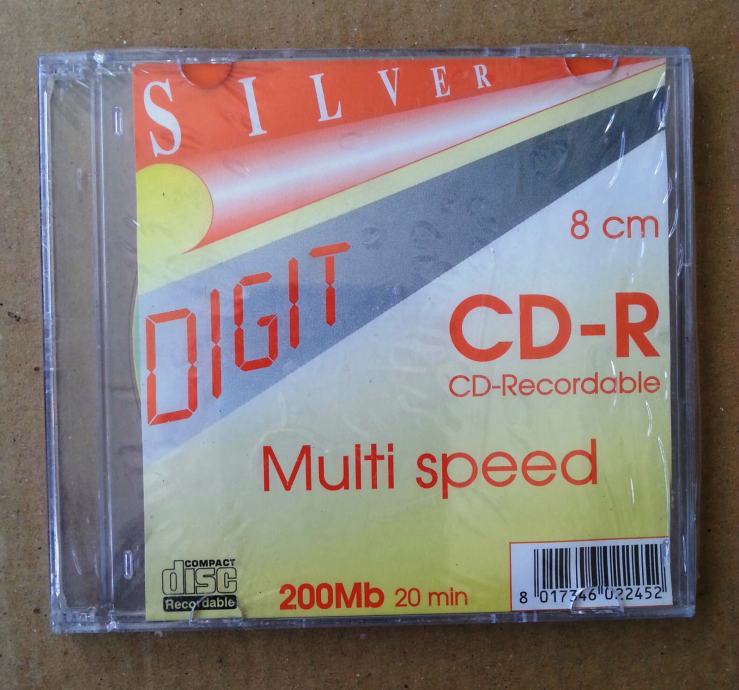 SILVER
DIGIT
8 cm
CD-R
CD-Recordable
Multi speed
COMPACT
disc
Recordable
200Mb 20 min
8 017346 022452